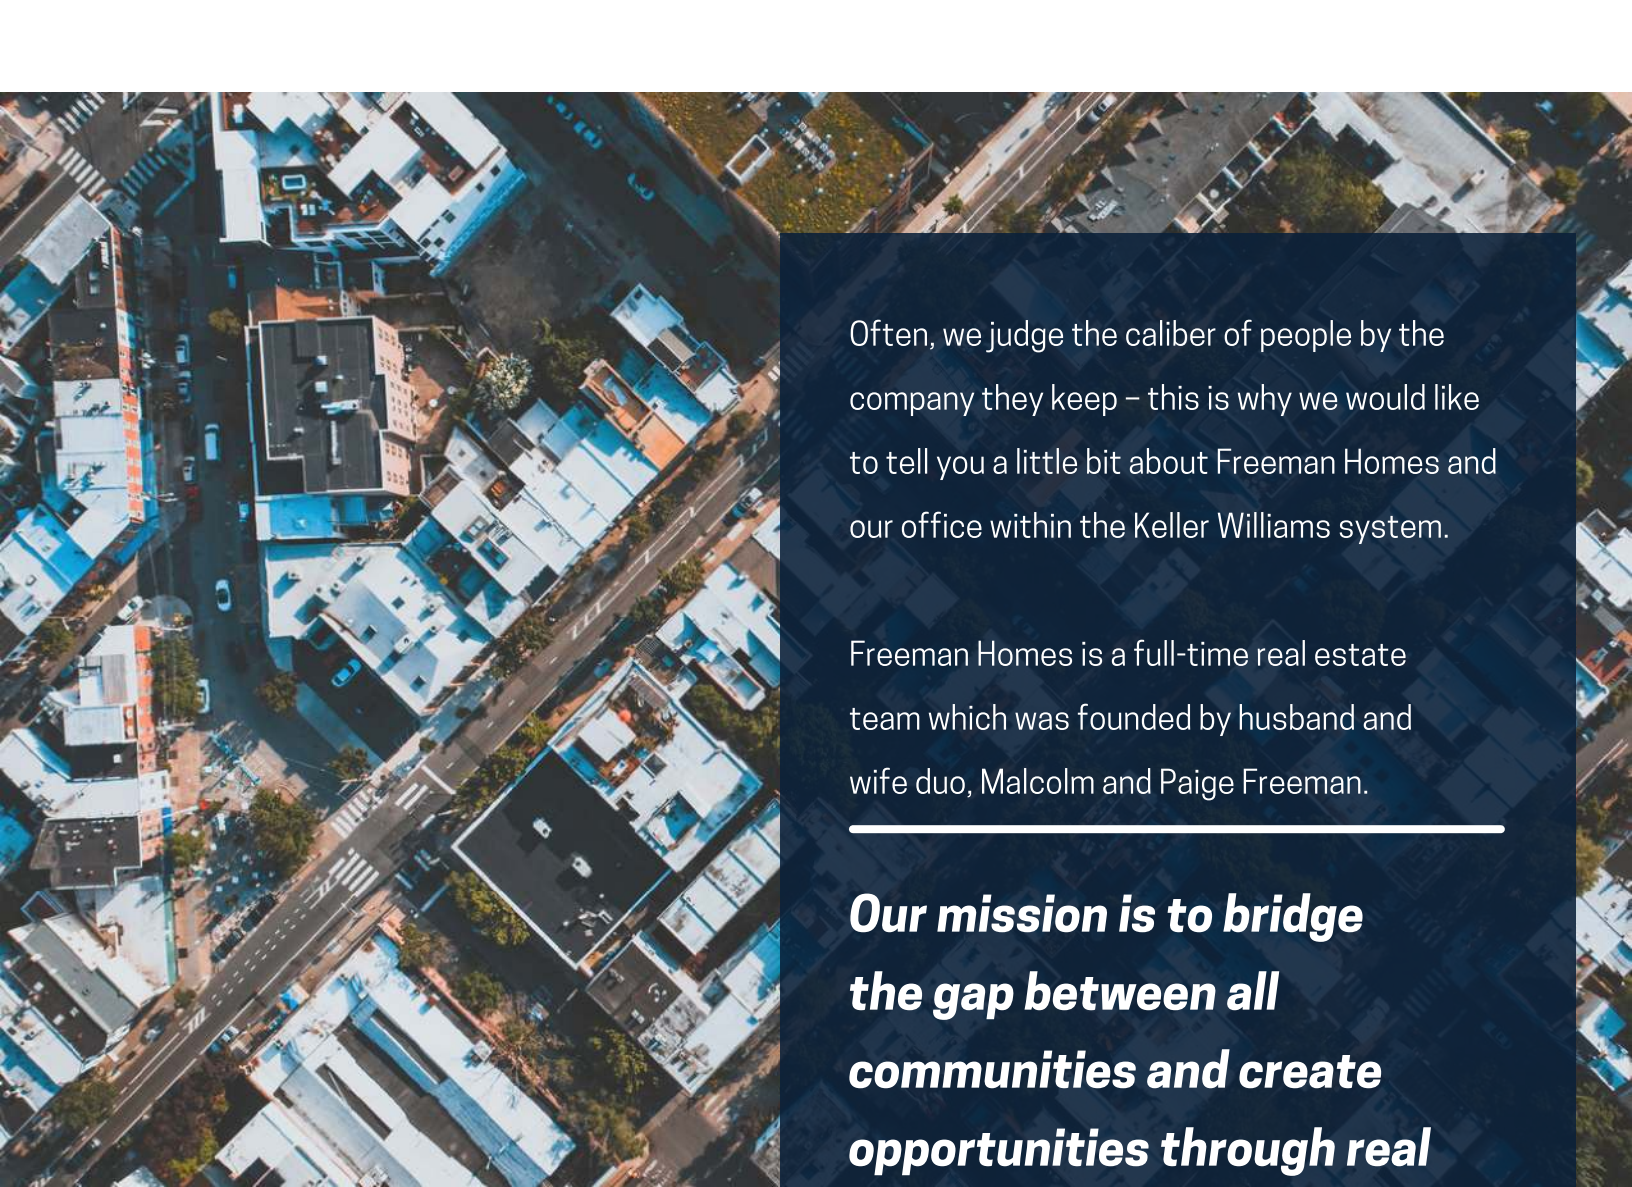 Often, we judge the caliber of people by the
company they keep – this is why we would like
to tell you a little bit about Freeman Homes and
our office within the Keller Williams system.
Freeman Homes is a full-time real estate
team which was founded by husband and
wife duo, Malcolm and Paige Freeman.
Our mission is to bridge
the gap between all
communities and create
opportunities through real